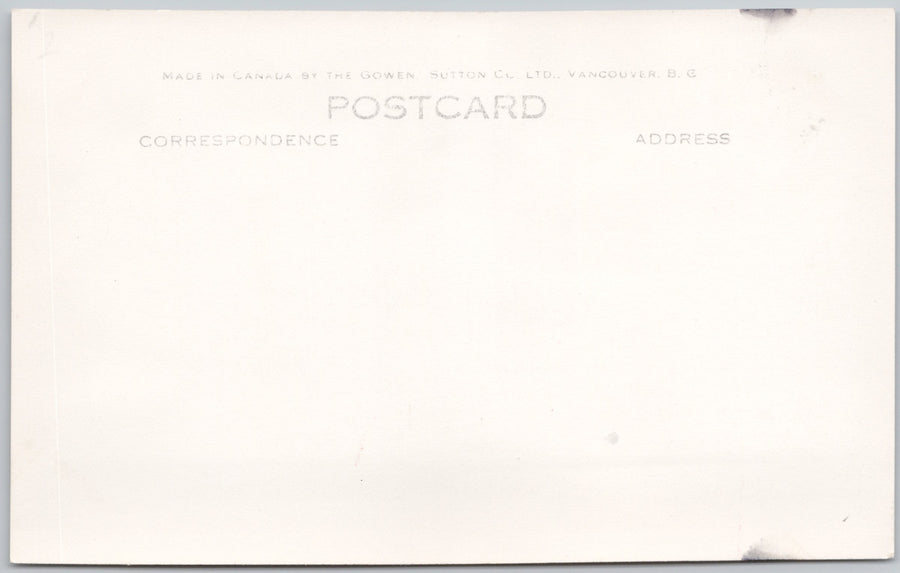 MADE IN CANADA BY THE GOWEN, SUTTON CO. LTD., VANCOUVER, B. C.
POSTCARD
CORRESPONDENCE ADDRESS